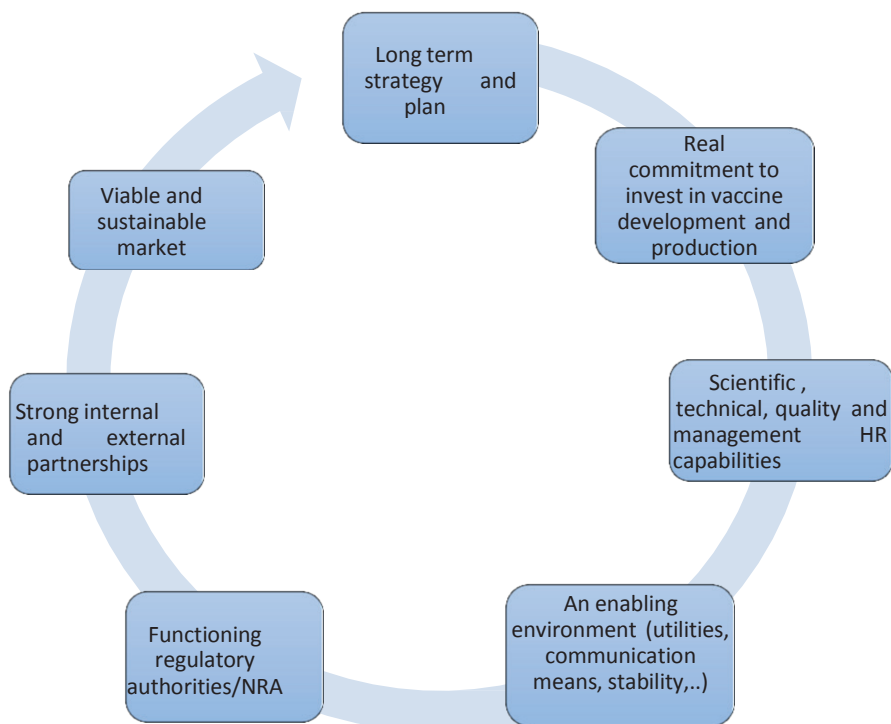 Long term
strategy and
plan
Real
commitment to
invest in vaccine
development and
production
Scientific ,
technical, quality and
management HR
capabilities
An enabling
environment (utilities,
communication
means, stability,..)
Functioning
regulatory
authorities/NRA
Strong internal
and external
partnerships
Viable and
sustainable
market